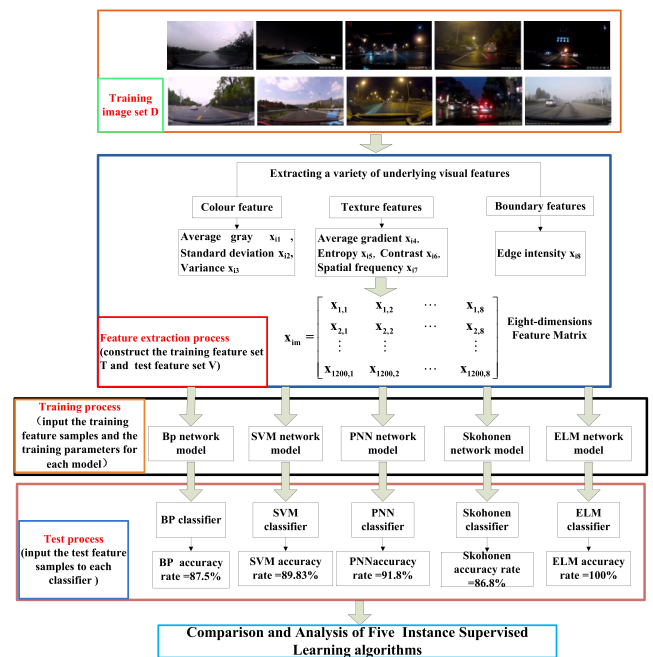 Training
image set D
Extracting a variety of underlying visual features
Colour feature
Texture features
Boundary features
Average gray xi1 ,
Standard deviation xi2,
Variance xi3
Average gradient xi4,
Entropy xi5, Contrast xi6,
Spatial frequency xi7
Edge intensity xi8
Feature extraction process
(construct the training feature set
T and test feature set V)
xim =
x1,1 x1,2 ⋯ x1,8
x2,1 x2,2 ⋯ x2,8
⋮ ⋮ ⋮
x1200,1 x1200,2 ⋯ x1200,8
Eight-dimensions
Feature Matrix
Training process
(input the training
feature samples and the
training parameters for
each model)
Bp network
model
SVM network
model
PNN network
model
Skohonen
network model
ELM network
model
Test process
(input the test feature
samples to each
classifier )
BP classifier
SVM
classifier
PNN
classifier
Skohonen
classifier
ELM
classifier
BP accuracy
rate =87.5%
SVM accuracy
rate =89.83%
PNNaccuracy
rate =91.8%
Skohonen
accuracy rate
=86.8%
ELM accuracy
rate =100%
Comparison and Analysis of Five Instance Supervised
Learning algorithms